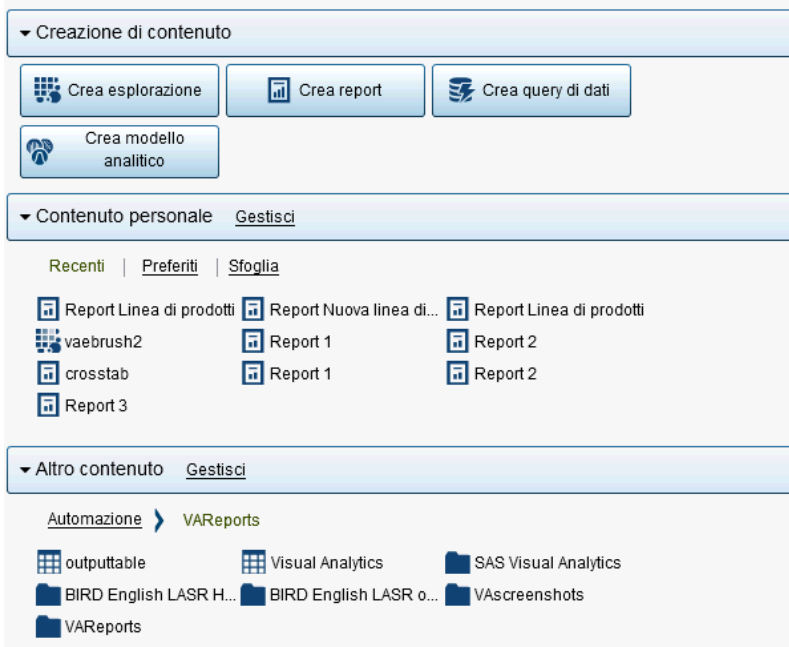 Creazione di contenuto
Crea esplorazione
Crea report
Crea query di dati
Crea modello
analitico
Contenuto personale Gestisci
Recenti | Preferiti | Sfoglia
Report Linea di prodotti Report Nuova linea di... Report Linea di prodotti
vaebrush2 Report 1 Report 2
crosstab Report 1 Report 2
Report 3
Altro contenuto Gestisci
Automazione VAReports
outputtable Visual Analytics SAS Visual Analytics
BIRD English LASR H... BIRD English LASR o... VAscreenshots
VAReports